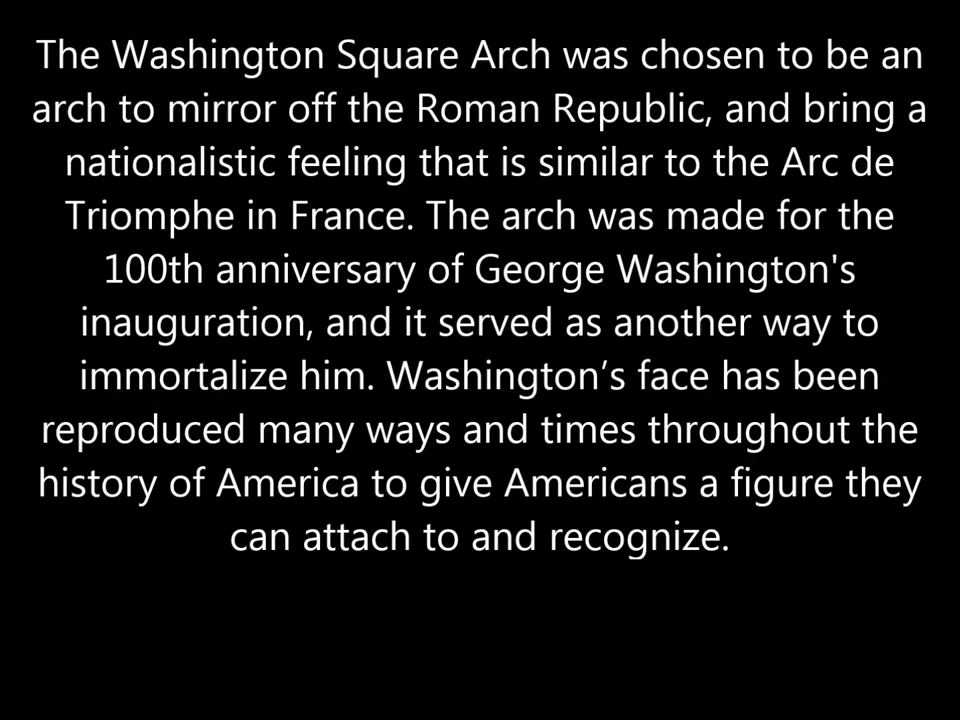 The Washington Square Arch was chosen to be an
arch to mirror off the Roman Republic, and bring a
nationalistic feeling that is similar to the Arc de
Triomphe in France. The arch was made for the
100th anniversary of George Washington's
inauguration, and it served as another way to
immortalize him. Washington’s face has been
reproduced many ways and times throughout the
history of America to give Americans a figure they
can attach to and recognize.